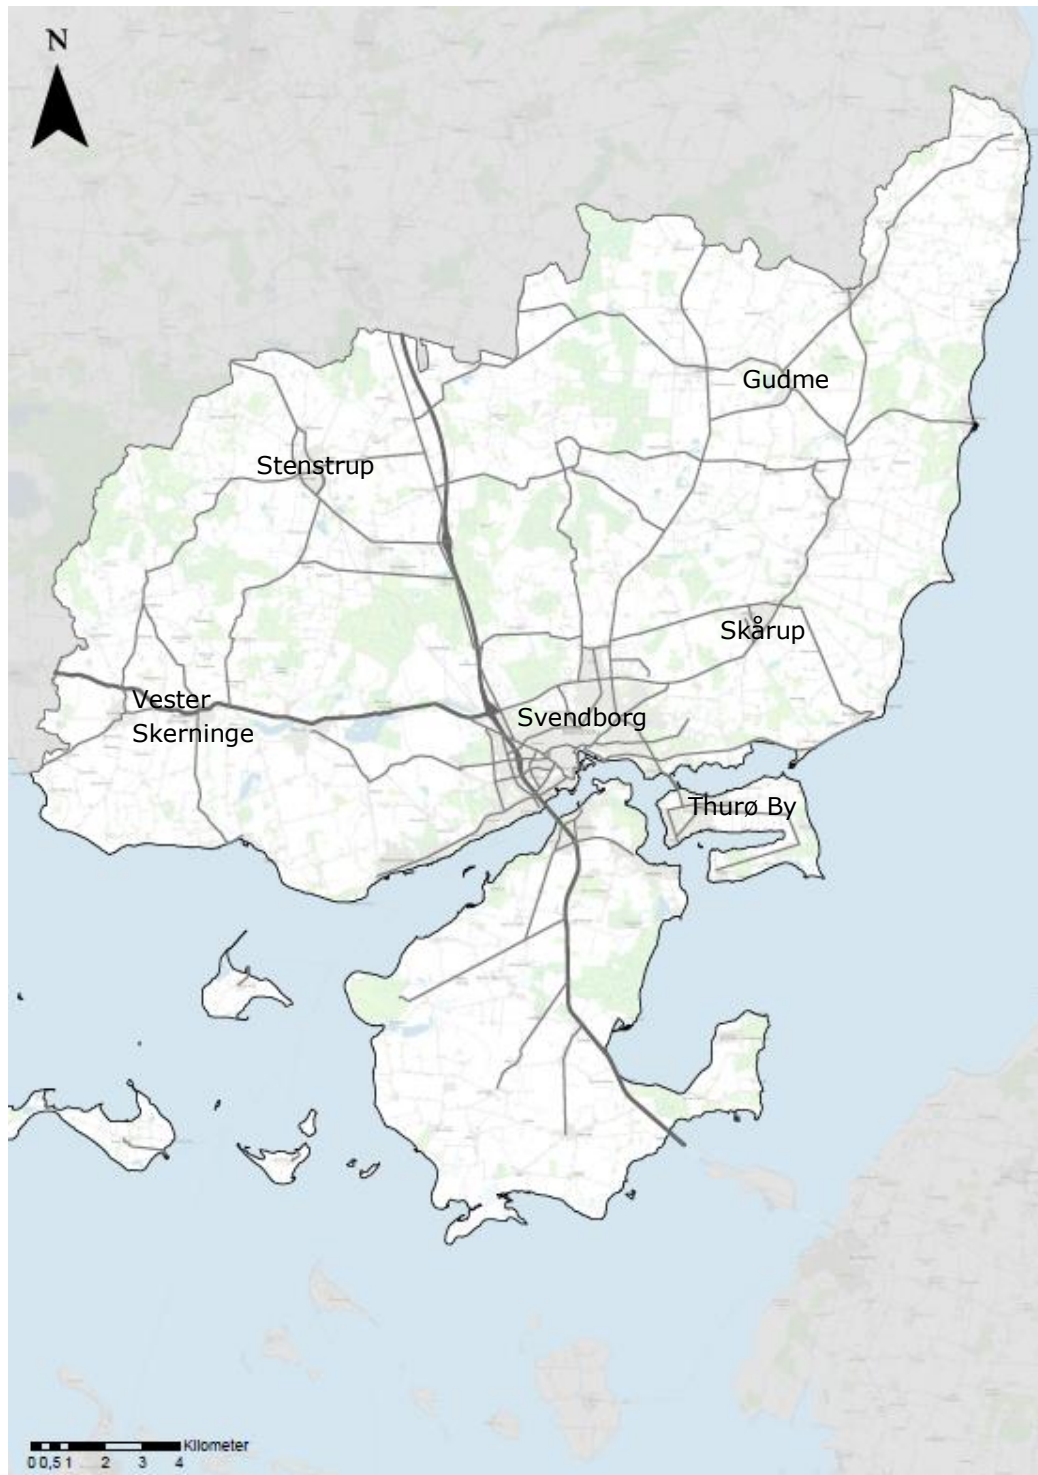 N
Gudme
Stenstrup
Skårup
Vester
Skerninge
Svendborg
Thurø By
Kilometer
0 0,5 1 2 3 4